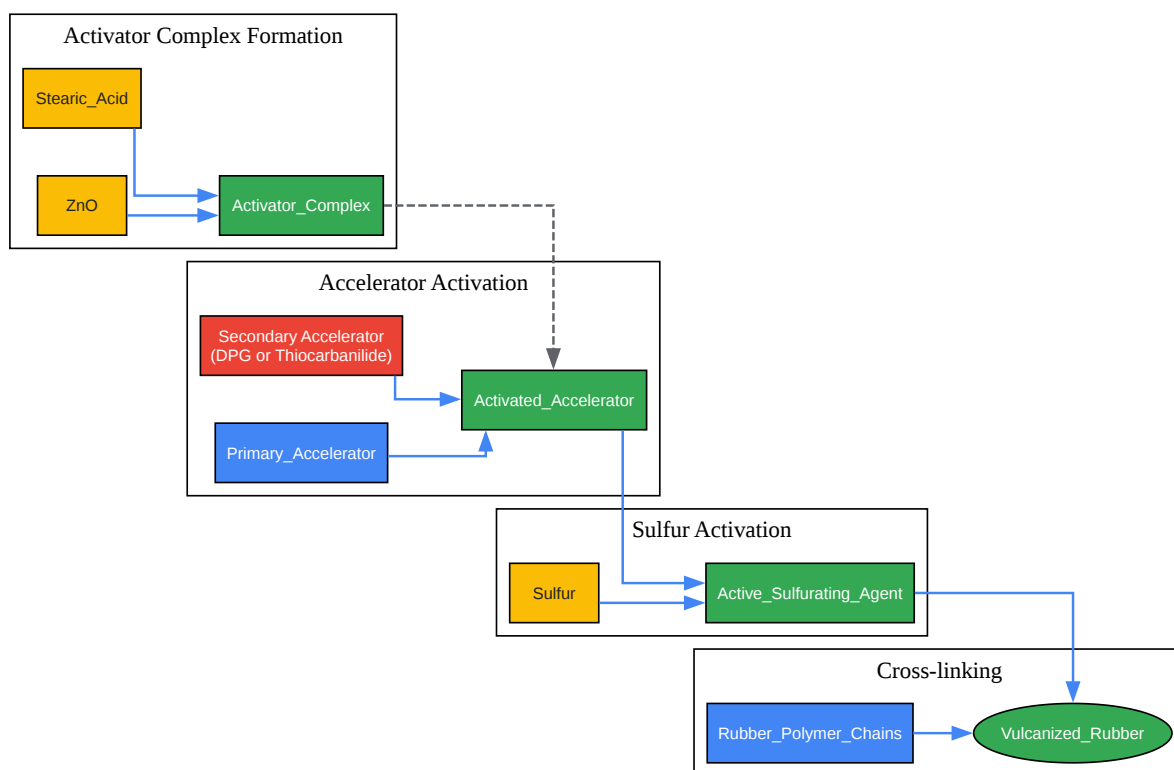 Activator Complex Formation
Stearic_Acid
ZnO
Activator_Complex
Accelerator Activation
Secondary Accelerator
(DPG or Thiocarbanilide)
Activated_Accelerator
Primary_Accelerator
Sulfur Activation
Sulfur
Active_Sulfurating_Agent
Cross-linking
Rubber_Polymer_Chains
Vulcanized_Rubber